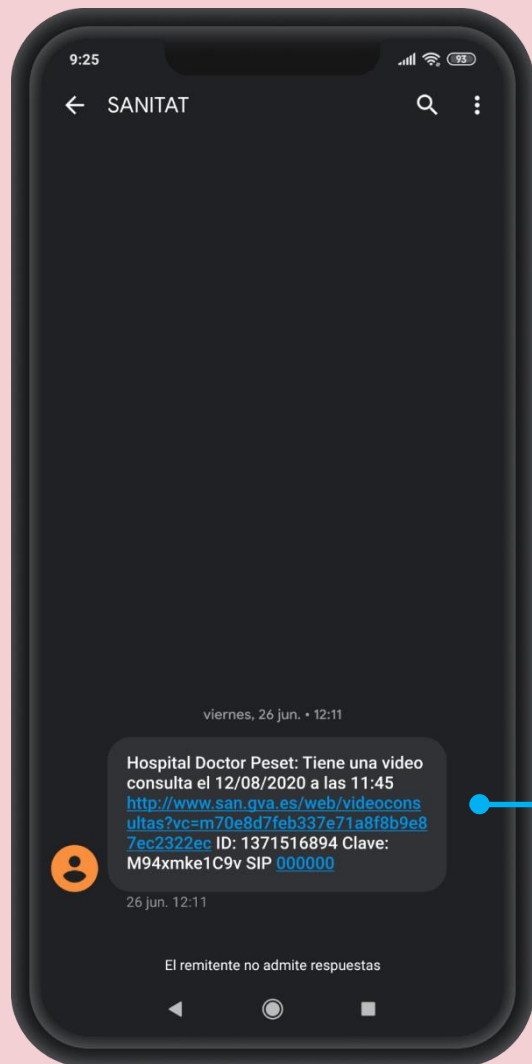 9:25
93
SANITAT
viernes, 26 jun. • 12:11
Hospital Doctor Peset: Tiene una video
consulta el 12/08/2020 a las 11:45
http://www.san.gva.es/web/videocons
ultas?vc=m70e8d7feb337e71a8f8b9e8
7ec2322ec ID: 1371516894 Clave:
M94xmke1C9v SIP 000000
26 jun. 12:11
El remitente no admite respuestas